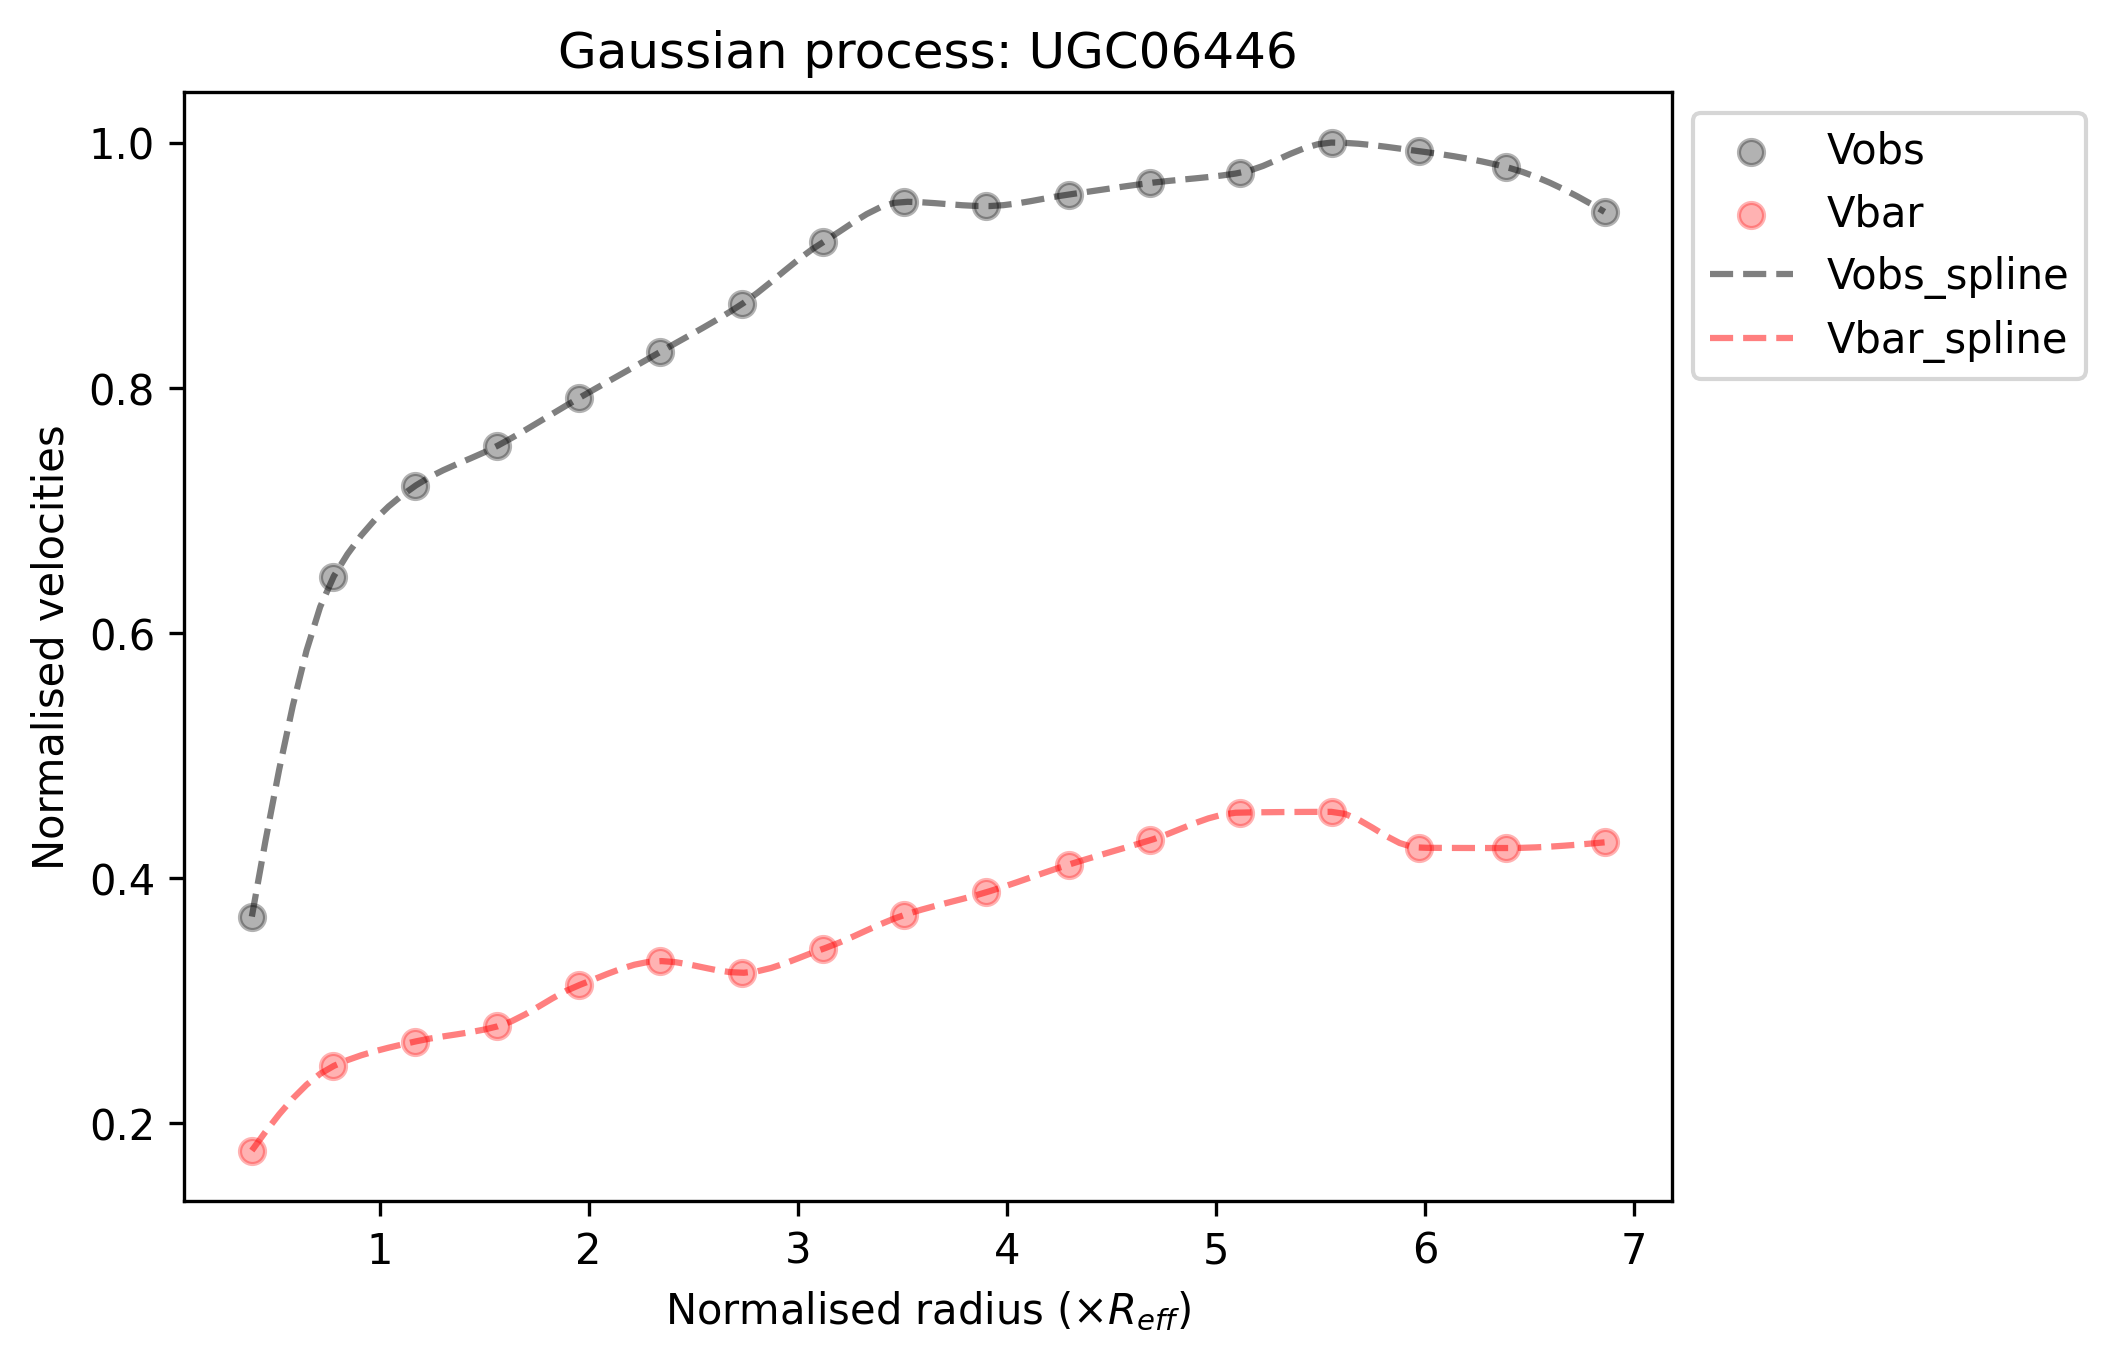 Gaussian process: UGC06446
Vobs
Vbar
Vobs_spline
Vbar_spline
1.0
0.8
0.6
0.4
0.2
Normalised velocities
1 2 3 4 5 6 7
Normalised radius (×R_eff)